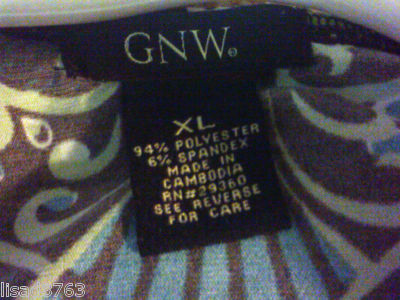 GNW®
XL
94% POLYESTER
6% SPANDEX
MADE IN
CAMBODIA
RN#29360
SEE REVERSE
FOR CARE